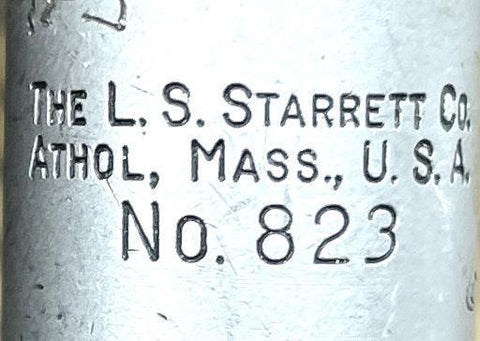 THE L. S. STARRETT CO.
ATHOL, MASS., U. S. A.
No. 823